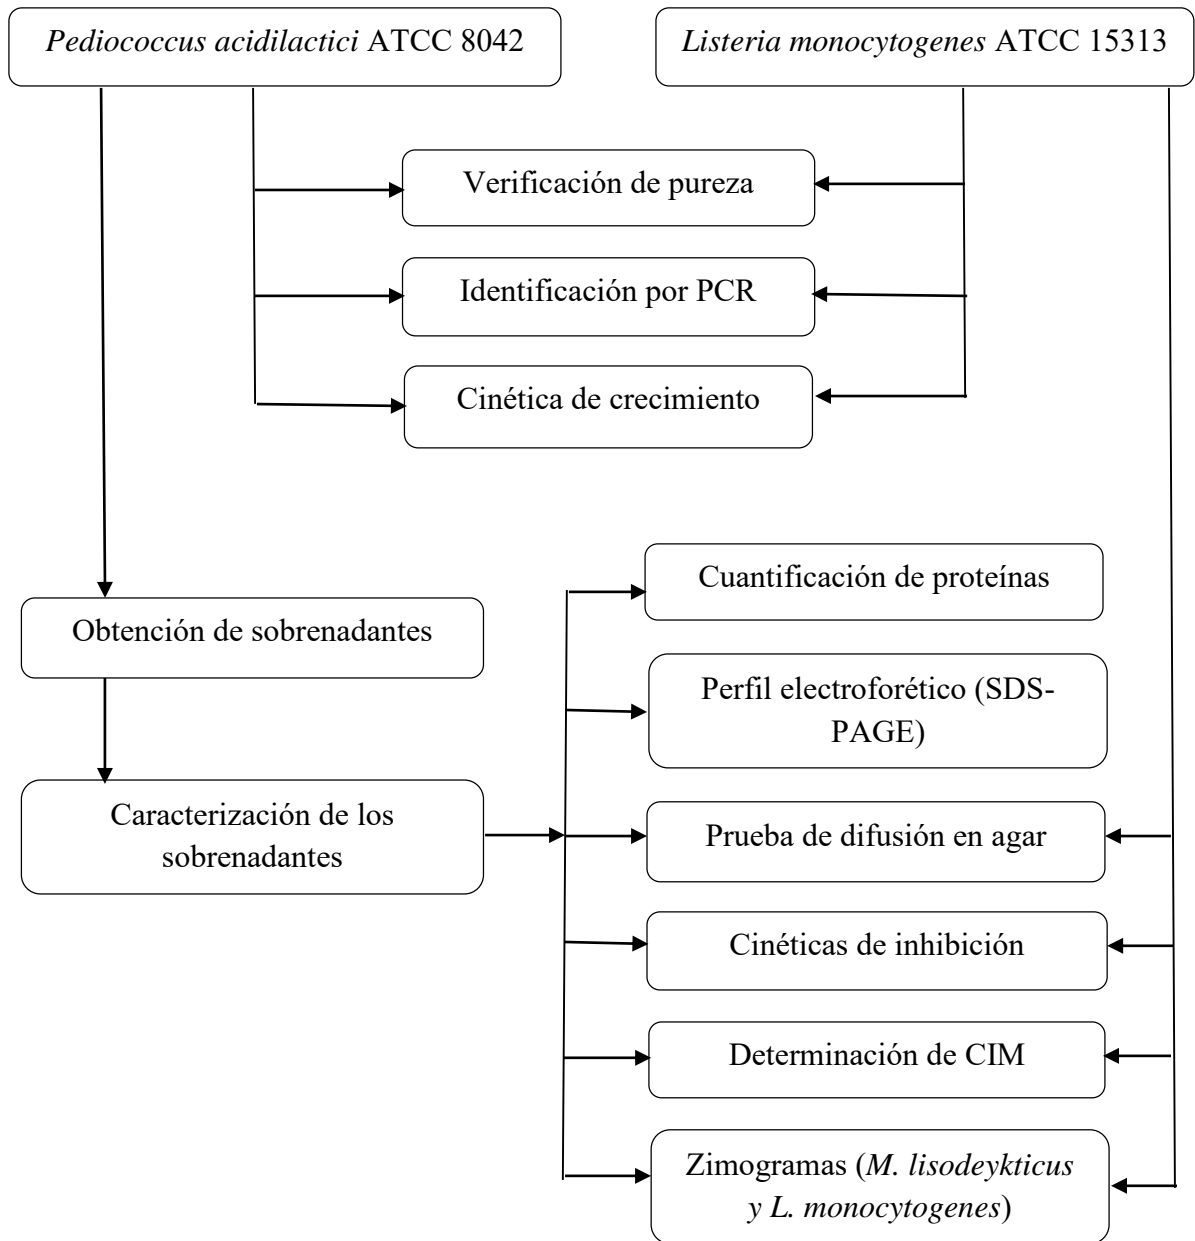 Pediococcus acidilactici ATCC 8042
Listeria monocytogenes ATCC 15313
Verificación de pureza
Identificación por PCR
Cinética de crecimiento
Obtención de sobrenadantes
Caracterización de los
sobrenadantes
Cuantificación de proteínas
Perfil electroforético (SDS-
PAGE)
Prueba de difusión en agar
Cinéticas de inhibición
Determinación de CIM
Zimogramas (M. lisodeykticus
y L. monocytogenes)